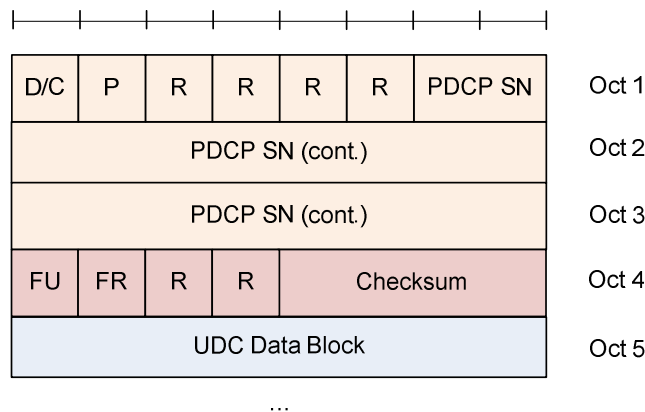 D/C P R R R R PDCP SN Oct 1
PDCP SN (cont.) Oct 2
PDCP SN (cont.) Oct 3
FU FR R R Checksum Oct 4
UDC Data Block Oct 5
...